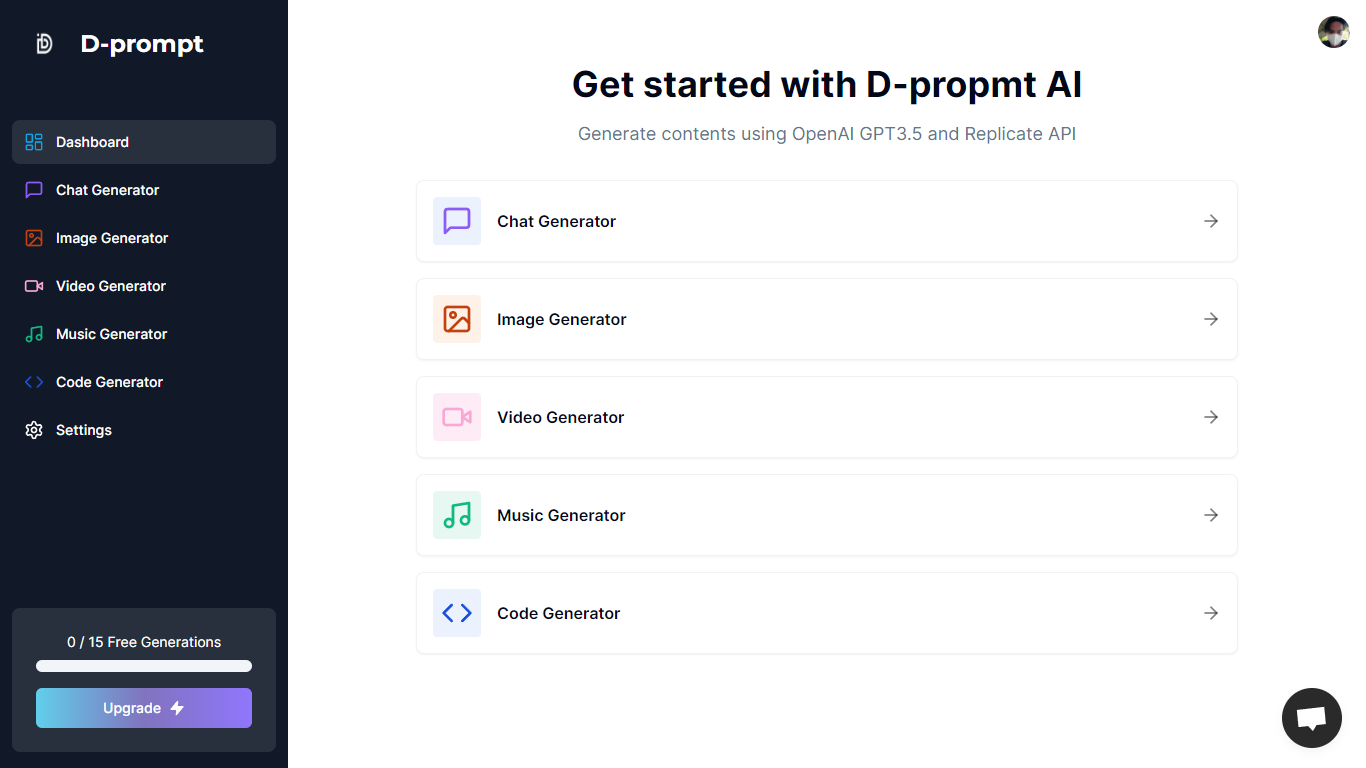 D-prompt
Dashboard
Chat Generator
Image Generator
Video Generator
Music Generator
Code Generator
Settings
0 / 15 Free Generations
Upgrade
Get started with D-propmt AI
Generate contents using OpenAI GPT3.5 and Replicate API
Chat Generator
Image Generator
Video Generator
Music Generator
Code Generator